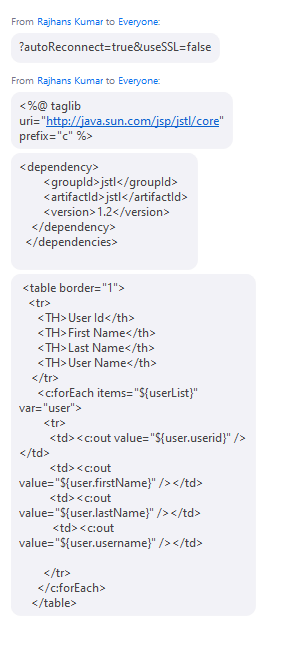 From Rajhans Kumar to Everyone:
?autoReconnect=true&useSSL=false
From Rajhans Kumar to Everyone:
<%@ taglib
uri="http://java.sun.com/jsp/jstl/core"
prefix="c" %>
<dependency>
<groupId>jstl</groupId>
<artifactId>jstl</artifactId>
<version>1.2</version>
</dependency>
</dependencies>
<table border="1">
<tr>
<TH>User Id</th>
<TH>First Name</th>
<TH>Last Name</th>
<TH>User Name</th>
</tr>
<c:forEach items="${userList}"
var="user">
<tr>
<td><c:out value="${user.userid}" />
</td>
<td><c:out
value="${user.firstName}" /></td>
<td><c:out
value="${user.lastName}" /></td>
<td><c:out
value="${user.username}" /></td>
</tr>
</c:forEach>
</table>